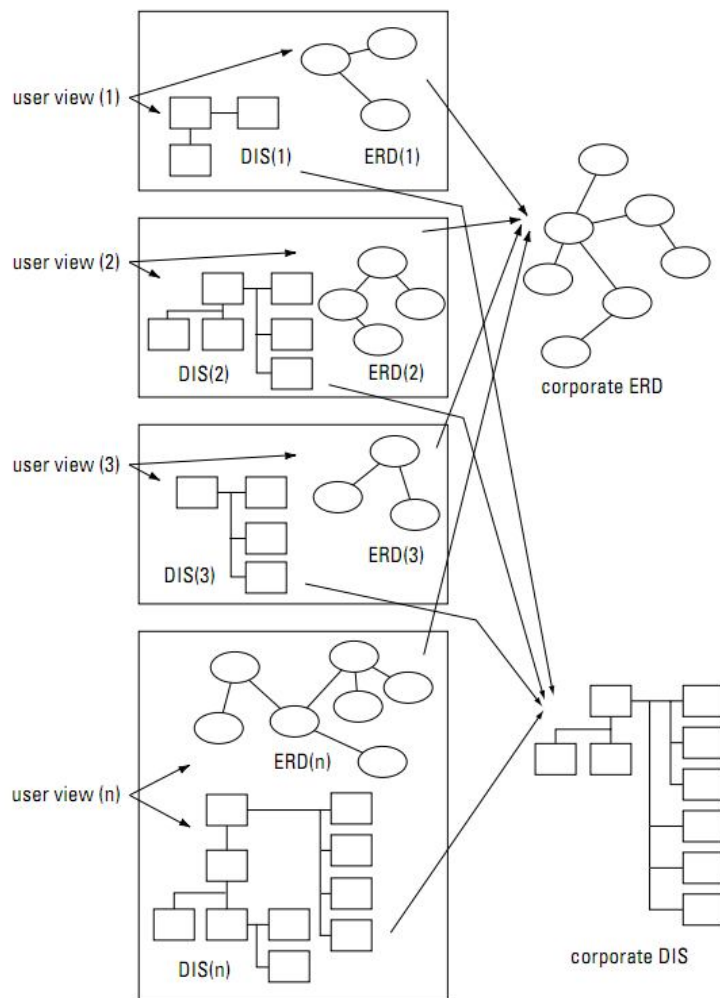 user view (1)
DIS(1)
ERD(1)
user view (2)
DIS(2)
ERD(2)
corporate ERD
user view (3)
DIS(3)
ERD(3)
ERD(n)
user view (n)
DIS(n)
corporate DIS